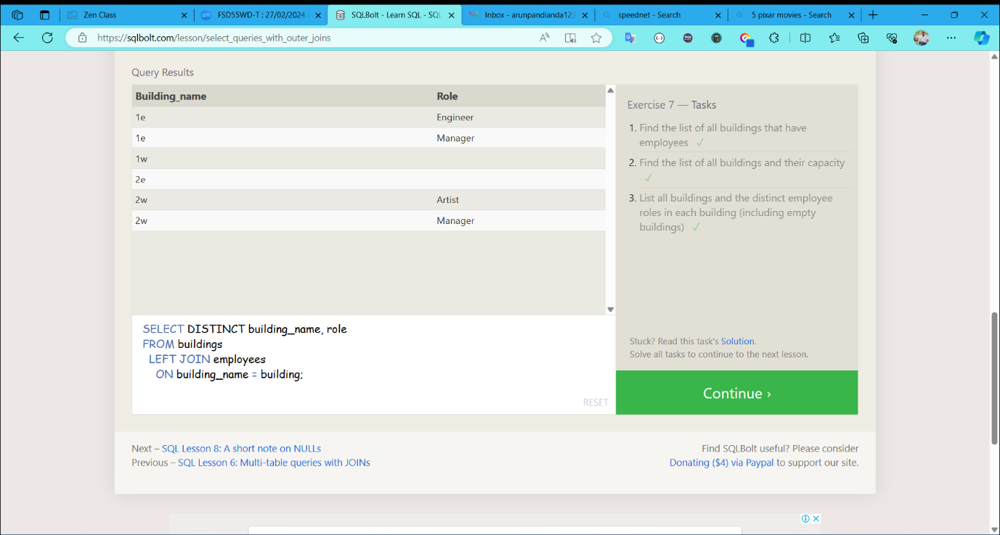 Zen Class
zm FSD55WD-T : 27/02/2024
SQLBolt - Learn SQL - SQL
Inbox - arunpandianda123
speednet - Search
5 pixar movies - Search
https://sqlbolt.com/lesson/select_queries_with_outer_joins
Query Results
Building_name Role
1e Engineer
1e Manager
1w
2e
2w Artist
2w Manager
SELECT DISTINCT building_name, role
FROM buildings
LEFT JOIN employees
ON building_name = building;
RESET
Exercise 7 — Tasks
1. Find the list of all buildings that have
employees ✓
2. Find the list of all buildings and their capacity
✓
3. List all buildings and the distinct employee
roles in each building (including empty
buildings) ✓
Stuck? Read this task's Solution.
Solve all tasks to continue to the next lesson.
Continue ›
Next – SQL Lesson 8: A short note on NULLs
Previous – SQL Lesson 6: Multi-table queries with JOINs
Find SQLBolt useful? Please consider
Donating ($4) via Paypal to support our site.